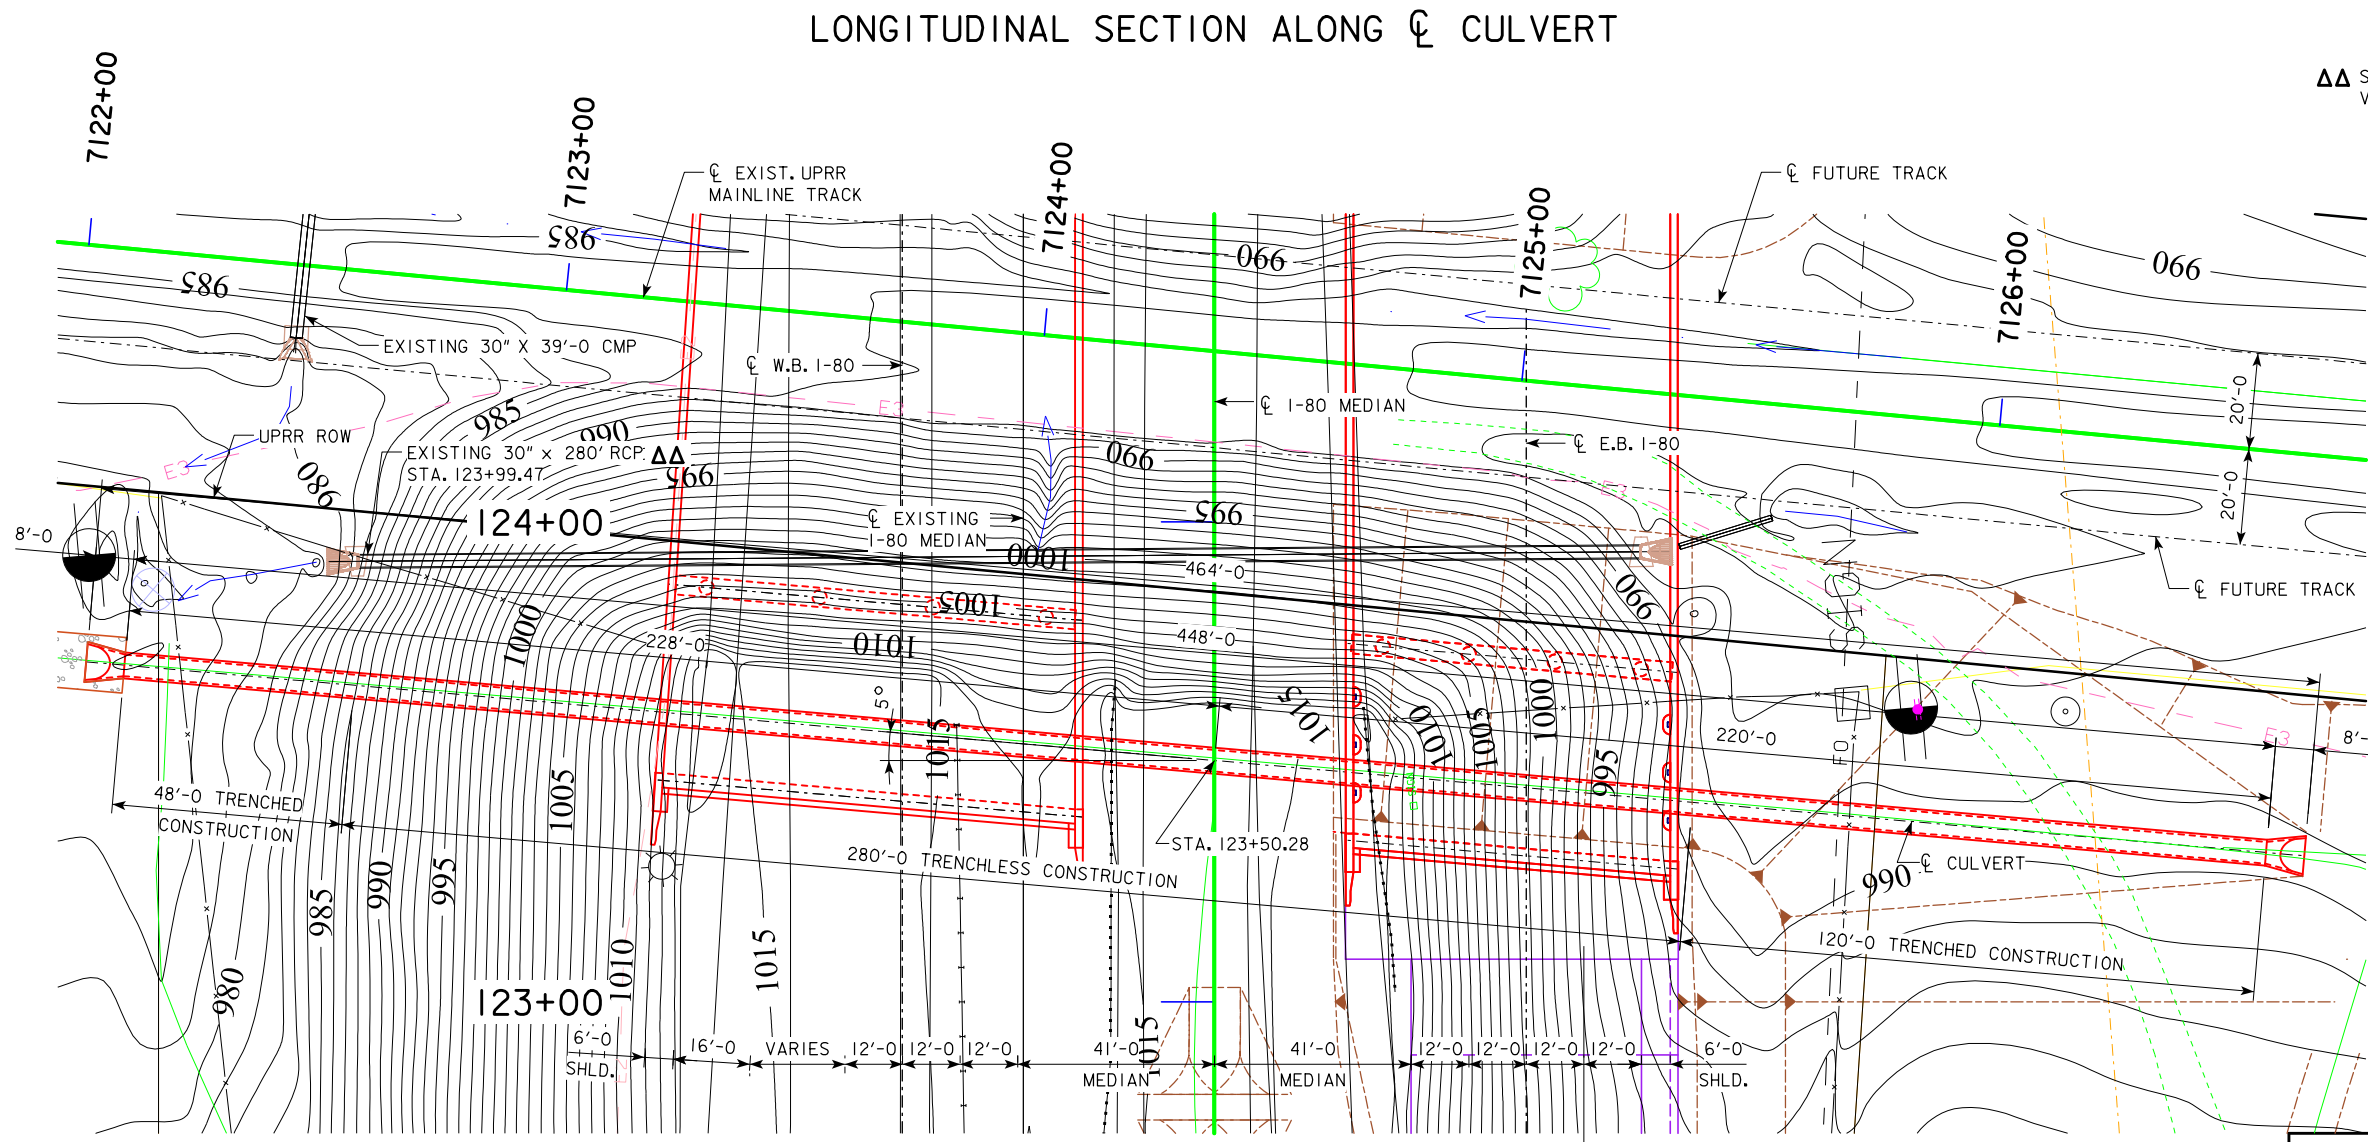 LONGITUDINAL SECTION ALONG ℄ CULVERT
ΔΔ S
V
7122+00
7123+00
7124+00
7125+00
7126+00
℄ EXIST. UPRR
MAINLINE TRACK
℄ FUTURE TRACK
985
985
990
990
EXISTING 30" X 39'-0 CMP
℄ W.B. I-80
℄ I-80 MEDIAN
℄ E.B. I-80
20'-0
20'-0
E3
985
990
UPRR ROW
EXISTING 30" x 280' RCP. ΔΔ
STA. 123+99.47
E3
980
995
990
E3
995
124+00
℄ EXISTING
I-80 MEDIAN
8'-0
1000
464'-0
990
℄ FUTURE TRACK
1005
1000
228'-0
1010
448'-0
5°
1015
1015
1010
1005
1000
995
220'-0
FO
E3
8'-
48'-0 TRENCHED
CONSTRUCTION
1005
STA. 123+50.28
280'-0 TRENCHLESS CONSTRUCTION
℄ CULVERT
990
985
990
995
120'-0 TRENCHED CONSTRUCTION
980
123+00
1010
1015
1015
6'-0
SHLD.
16'-0
VARIES
12'-0
12'-0
12'-0
41'-0
MEDIAN
41'-0
MEDIAN
12'-0
12'-0
12'-0
12'-0
6'-0
SHLD.